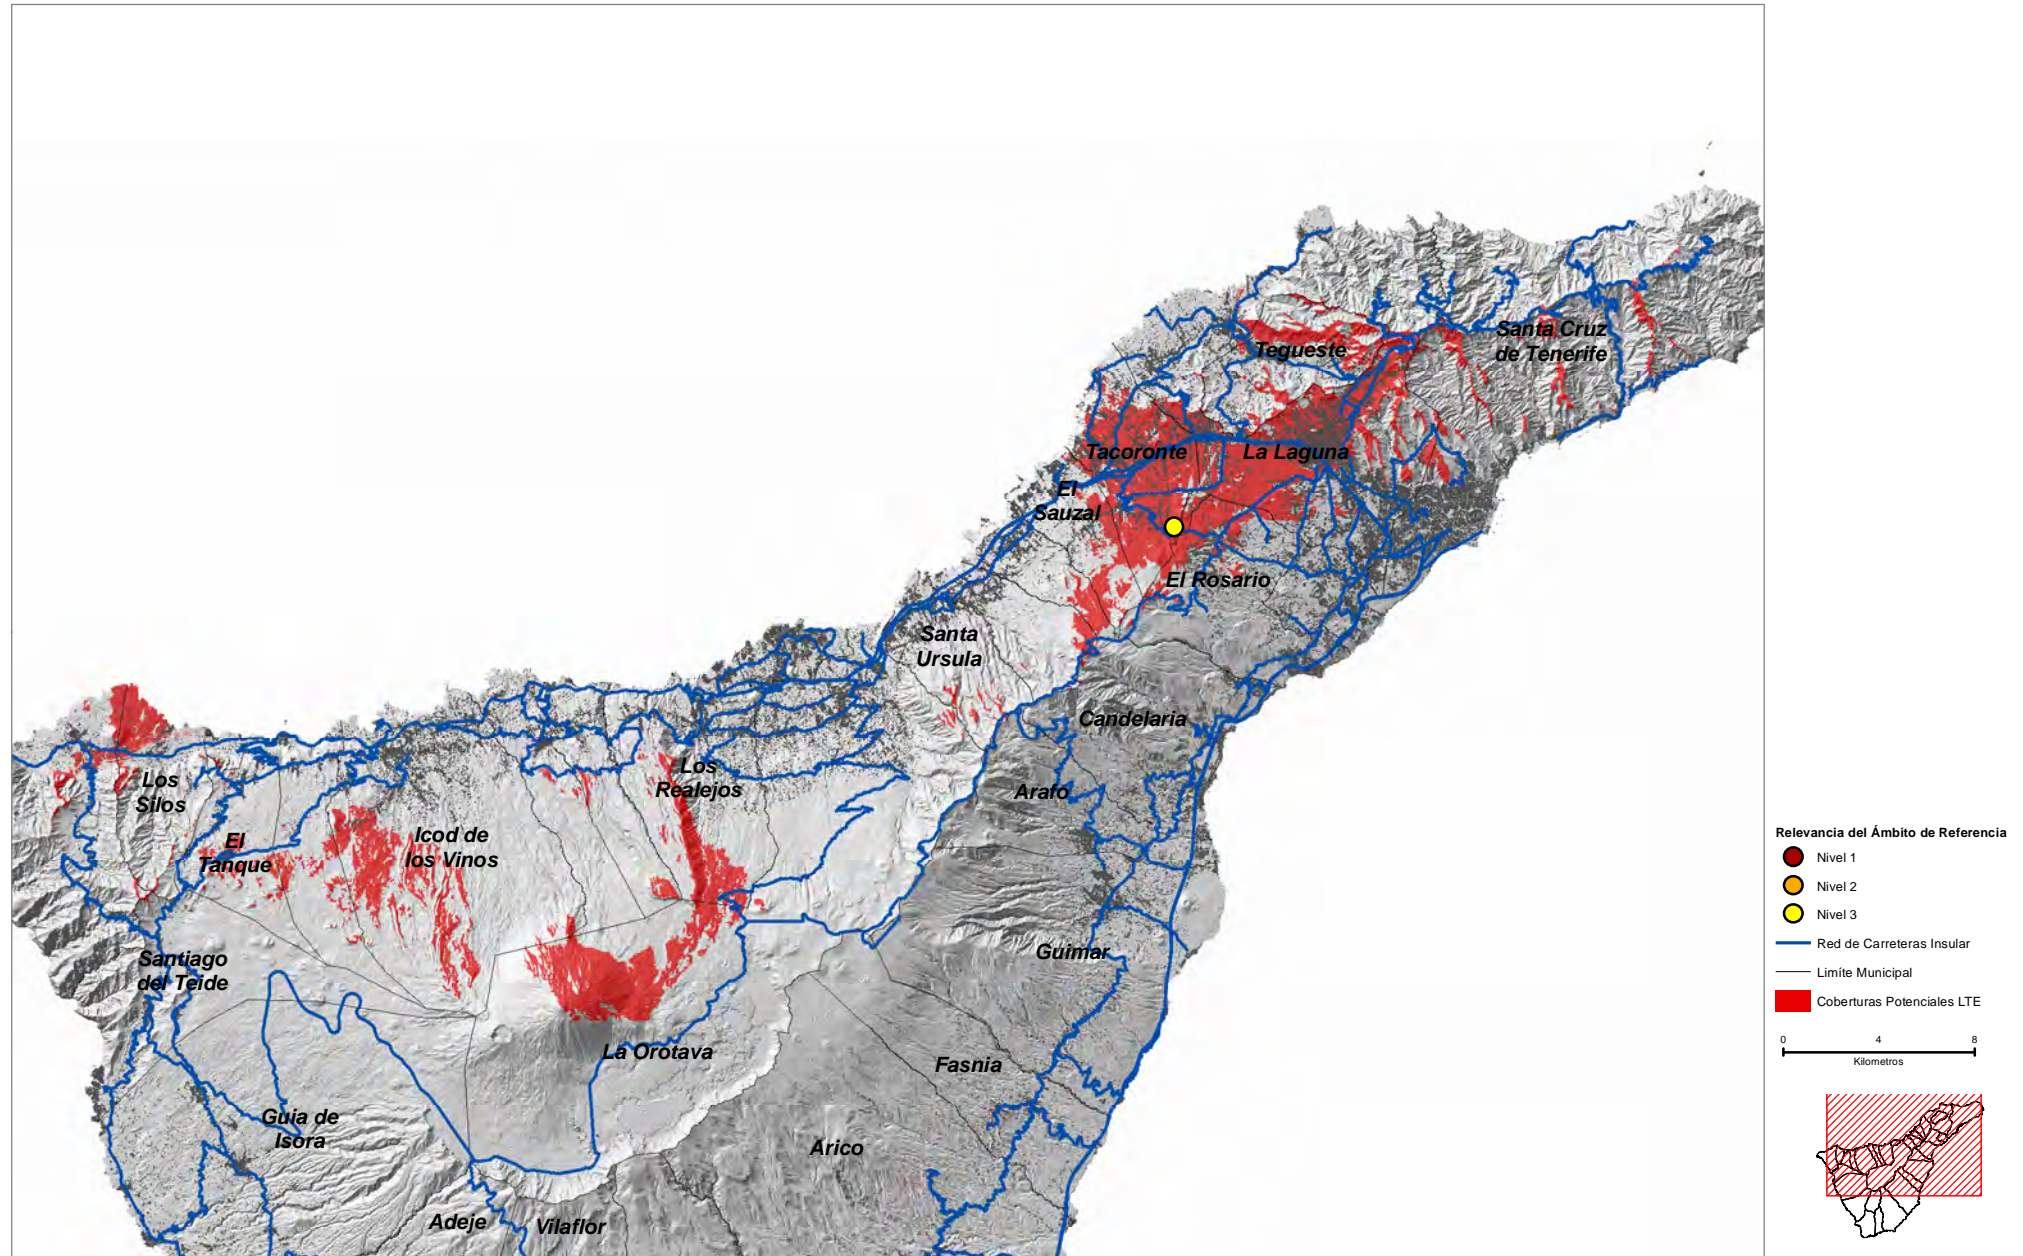 Santa Cruz
de Tenerife
Tegueste
Tacoronte
La Laguna
El
Sauzal
El Rosario
Santa
Ursula
Candelaria
Los
Silos
Los
Realejos
Arafo
El
Tanque
Icod de
los Vinos
Guimar
Santiago
del Teide
La Orotava
Fasnia
Guia de
Isora
Arico
Adeje
Vilaflor
Relevancia del Ámbito de Referencia
Nivel 1
Nivel 2
Nivel 3
Red de Carreteras Insular
Limíte Municipal
Coberturas Potenciales LTE
0 4 8
Kilometros